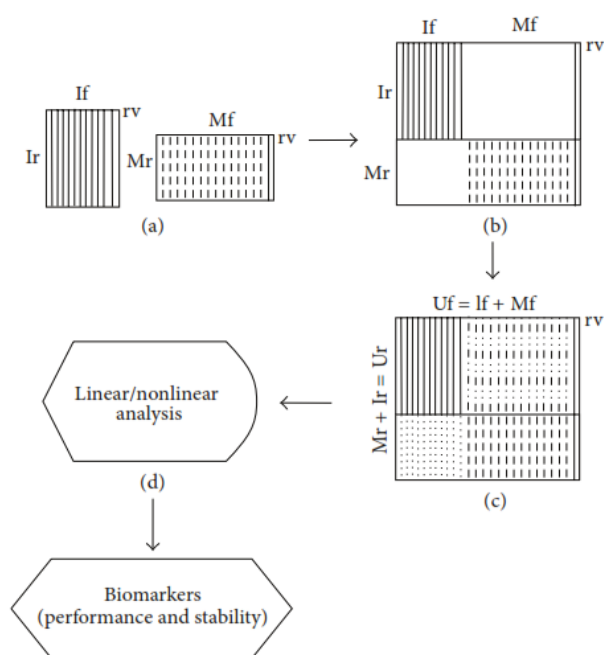 If
rv
Ir
Mf
rv
Mr
(a)
If
Mf
rv
Ir
Mr
(b)
Uf = lf + Mf
rv
Mr + Ir = Ur
(c)
Linear/nonlinear
analysis
(d)
Biomarkers
(performance and stability)